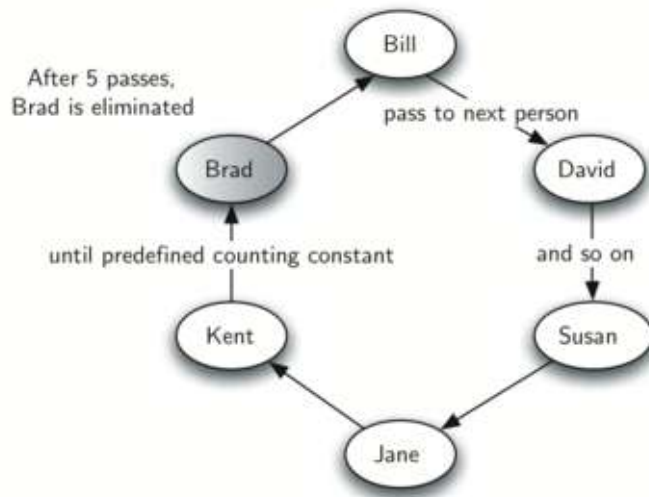 Bill
After 5 passes,
Brad is eliminated
pass to next person
Brad
David
until predefined counting constant
and so on
Kent
Susan
Jane